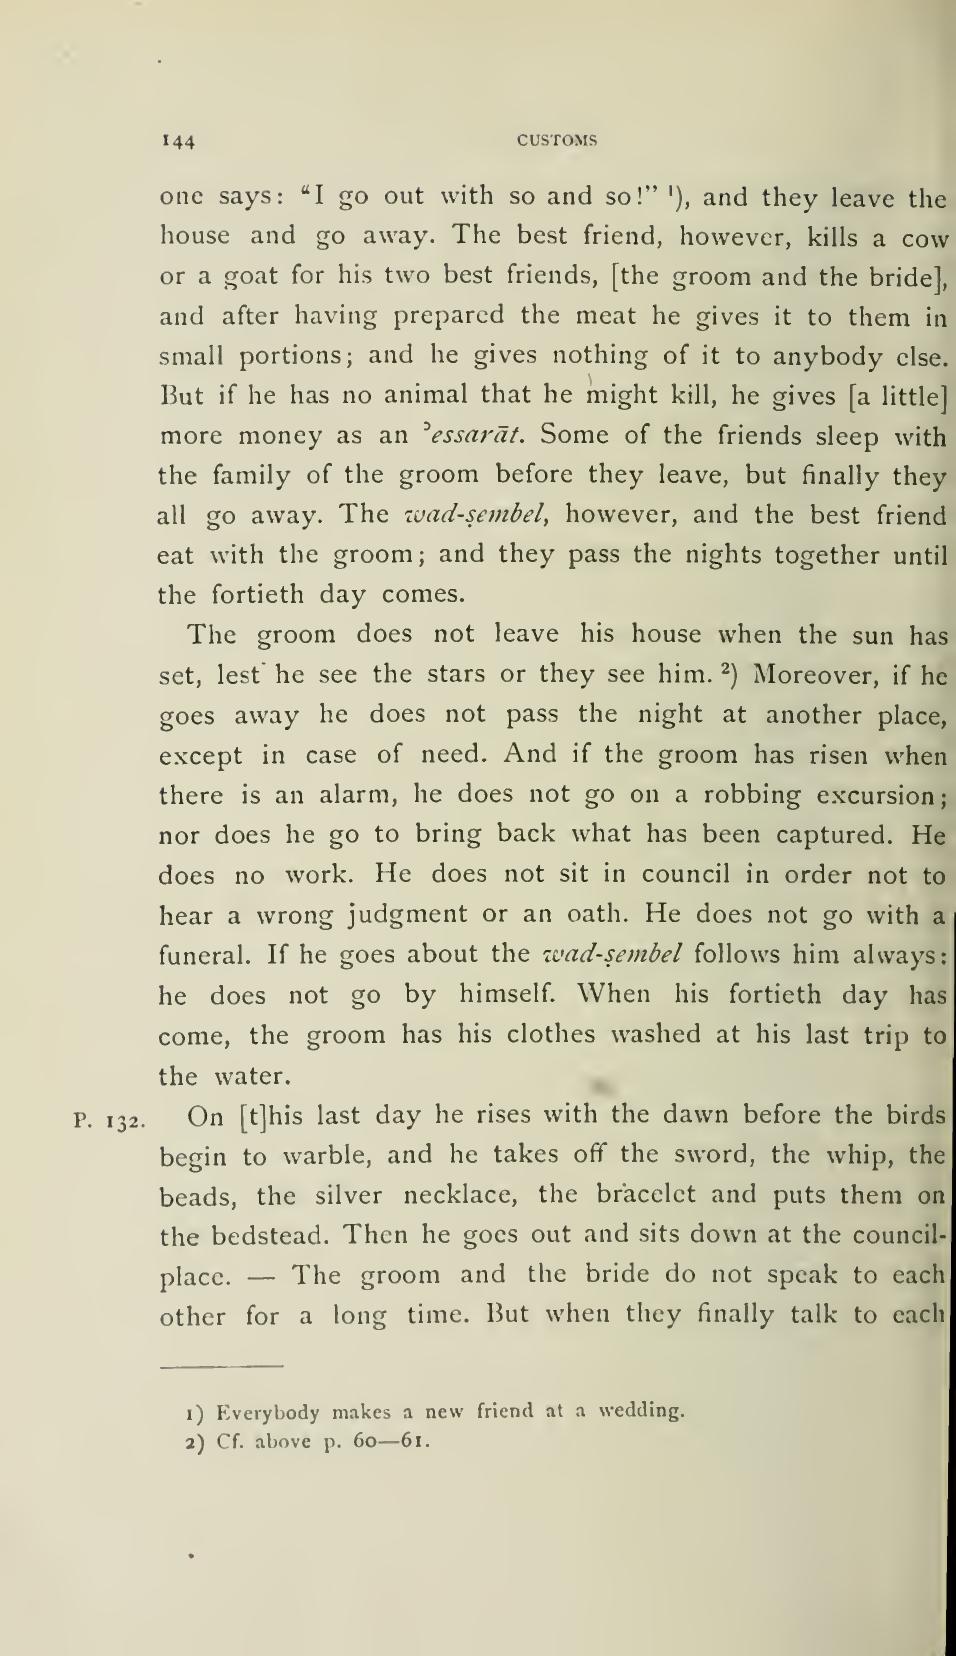 144 CUSTOMS
one says: “I go out with so and so!” ¹), and they leave the
house and go away. The best friend, however, kills a cow
or a goat for his two best friends, [the groom and the bride],
and after having prepared the meat he gives it to them in
small portions; and he gives nothing of it to anybody else.
But if he has no animal that he might kill, he gives [a little]
more money as an ʾessarāt. Some of the friends sleep with
the family of the groom before they leave, but finally they
all go away. The wad-ṣembel, however, and the best friend
eat with the groom; and they pass the nights together until
the fortieth day comes.
The groom does not leave his house when the sun has
set, lest he see the stars or they see him. ²) Moreover, if he
goes away he does not pass the night at another place,
except in case of need. And if the groom has risen when
there is an alarm, he does not go on a robbing excursion;
nor does he go to bring back what has been captured. He
does no work. He does not sit in council in order not to
hear a wrong judgment or an oath. He does not go with a
funeral. If he goes about the wad-ṣembel follows him always:
he does not go by himself. When his fortieth day has
come, the groom has his clothes washed at his last trip to
the water.
P. 132. On [t]his last day he rises with the dawn before the birds
begin to warble, and he takes off the sword, the whip, the
beads, the silver necklace, the bracelet and puts them on
the bedstead. Then he goes out and sits down at the council-
place. — The groom and the bride do not speak to each
other for a long time. But when they finally talk to each
1) Everybody makes a new friend at a wedding.
2) Cf. above p. 60—61.